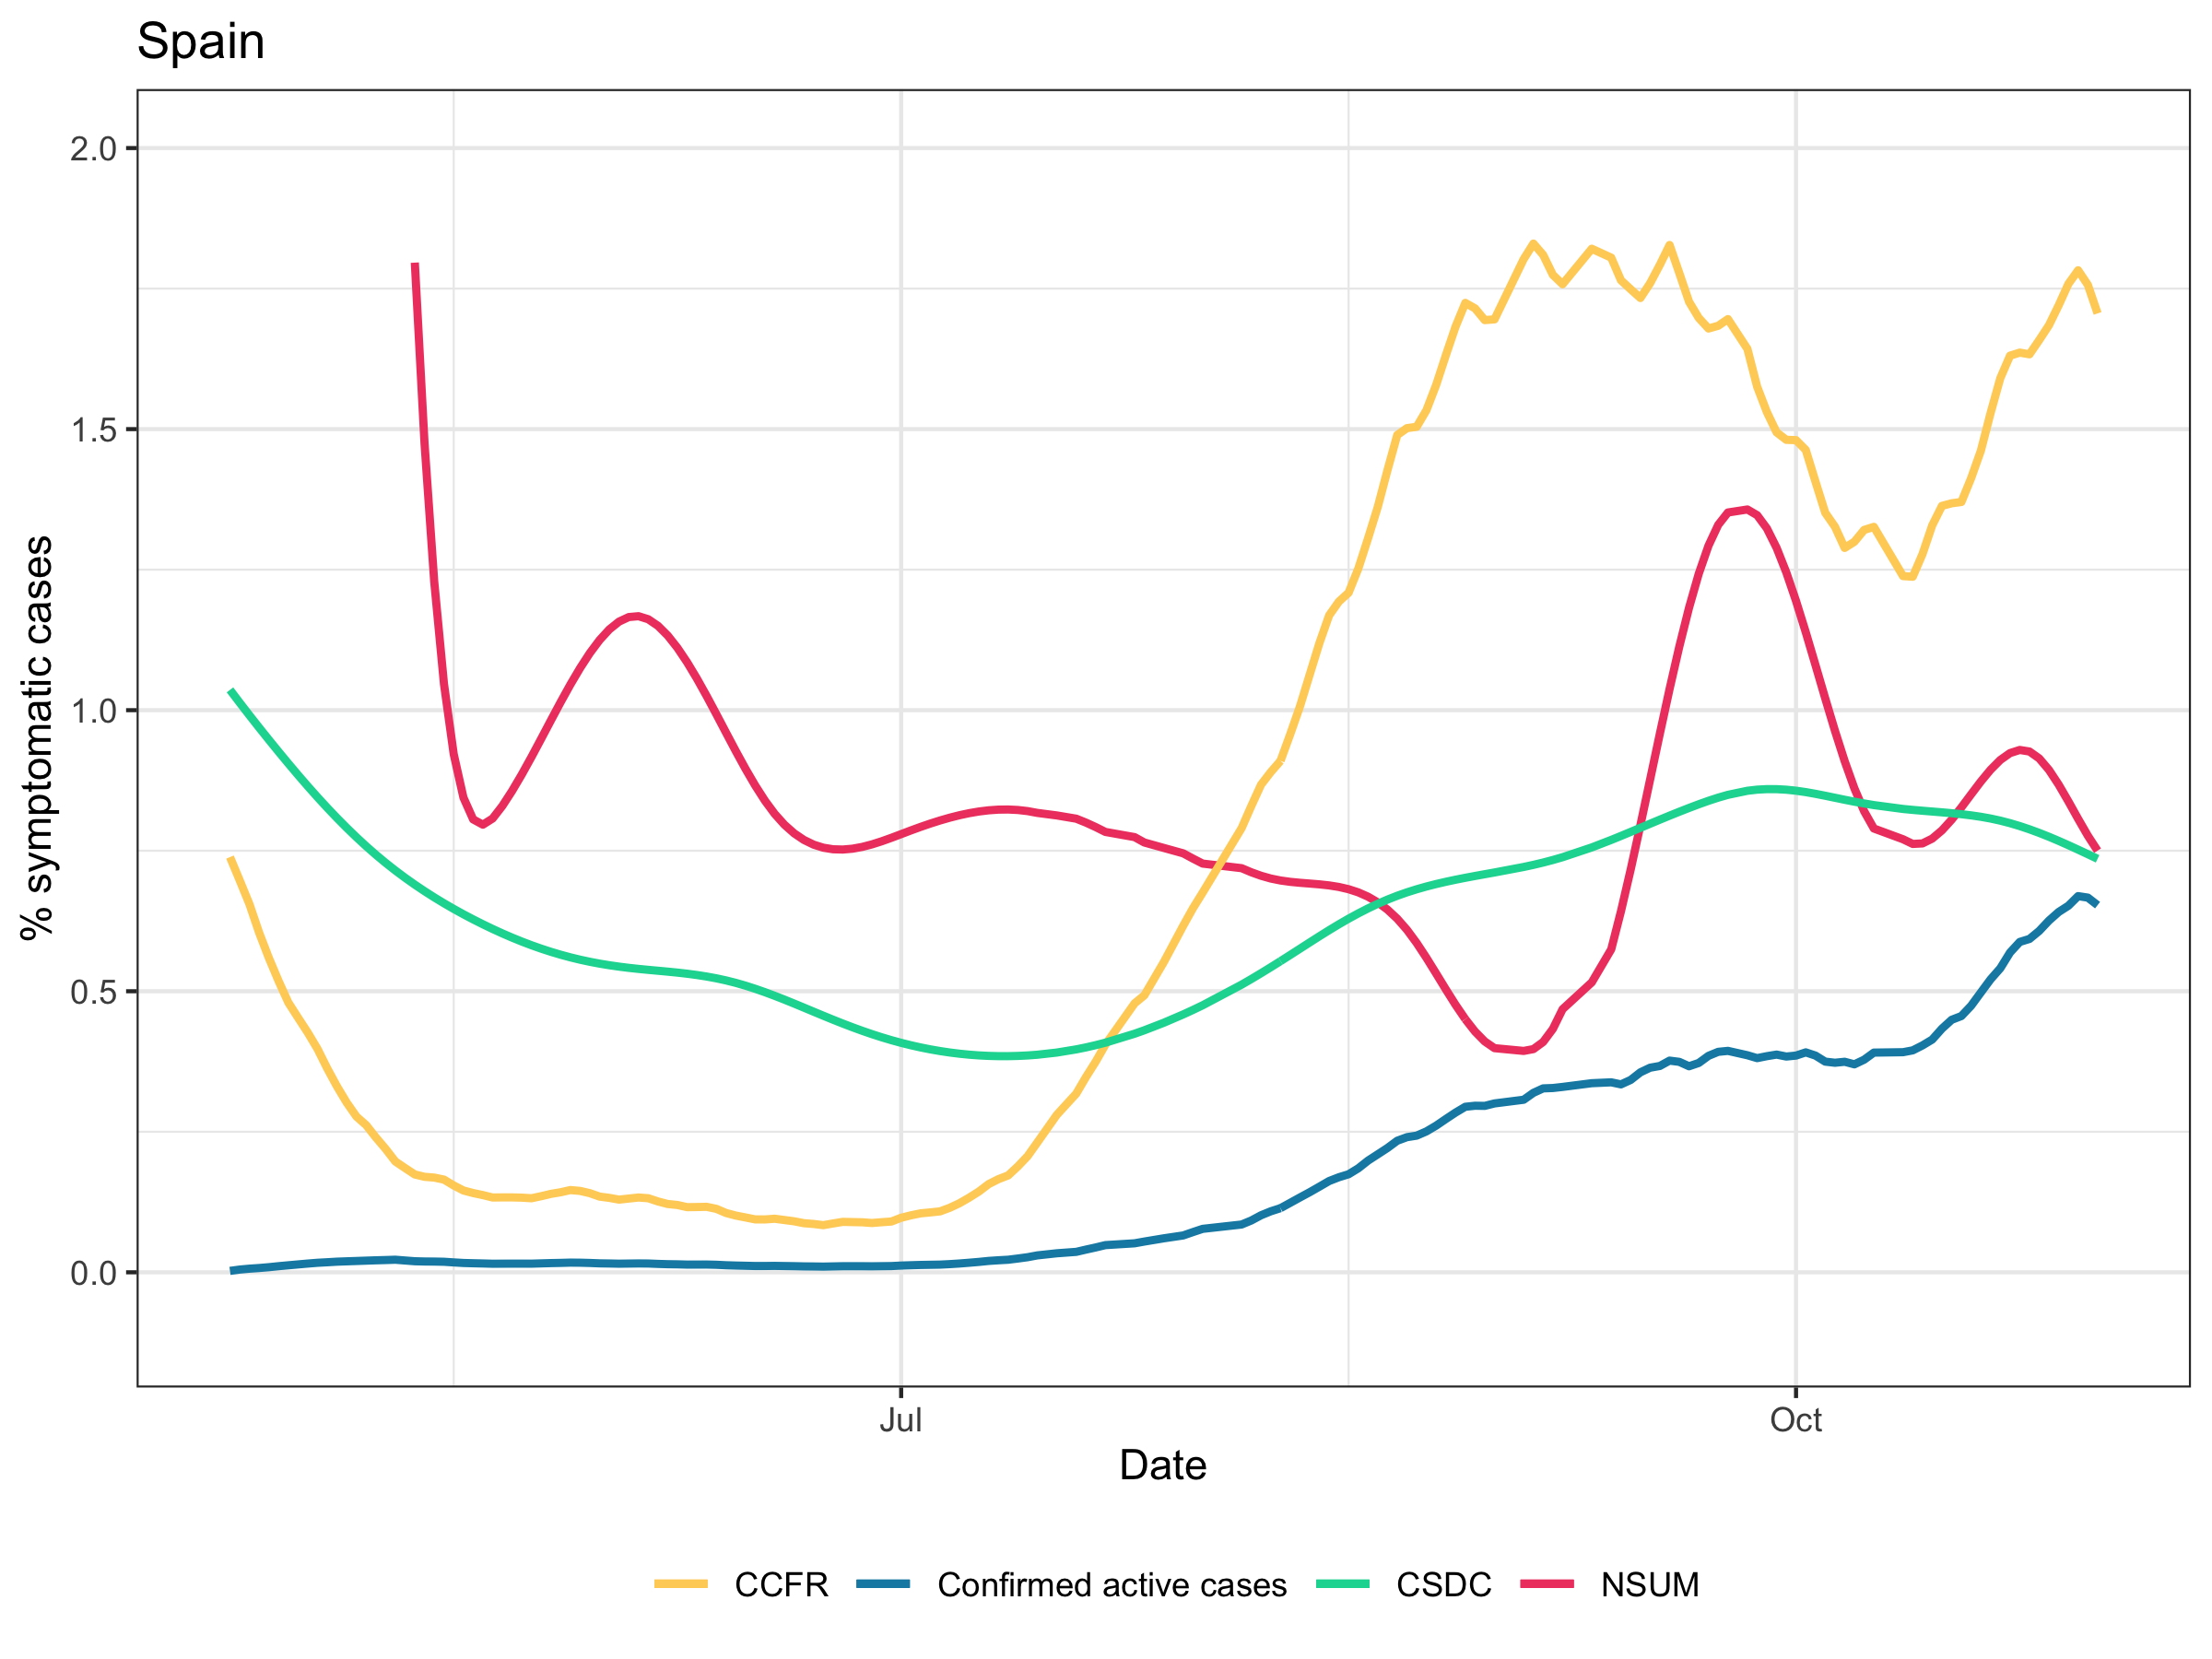 Spain
% symptomatic cases
2.0
1.5
1.0
0.5
0.0
Jul Oct
Date
CCFR Confirmed active cases CSDC NSUM